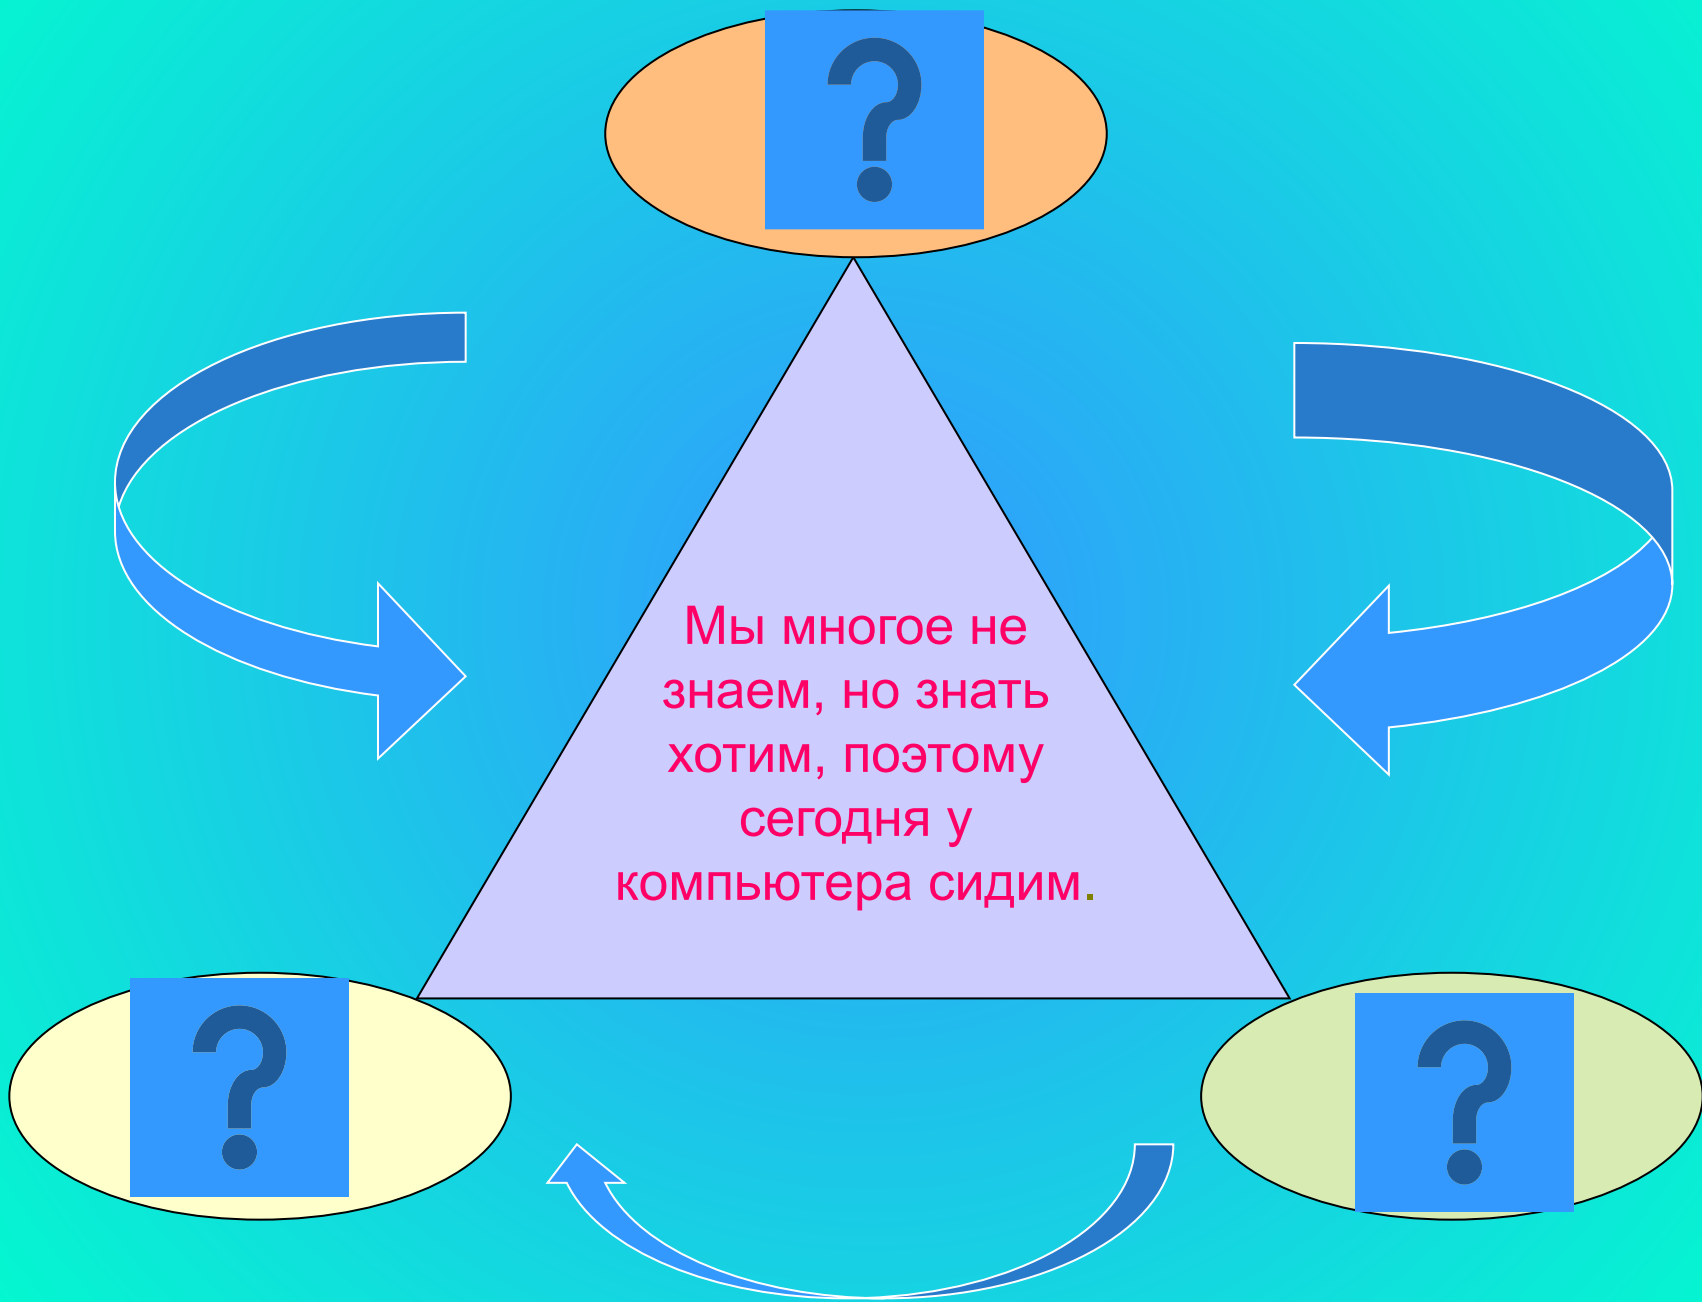 ?
Мы многое не
знаем, но знать
хотим, поэтому
сегодня у
компьютера сидим.
?
?